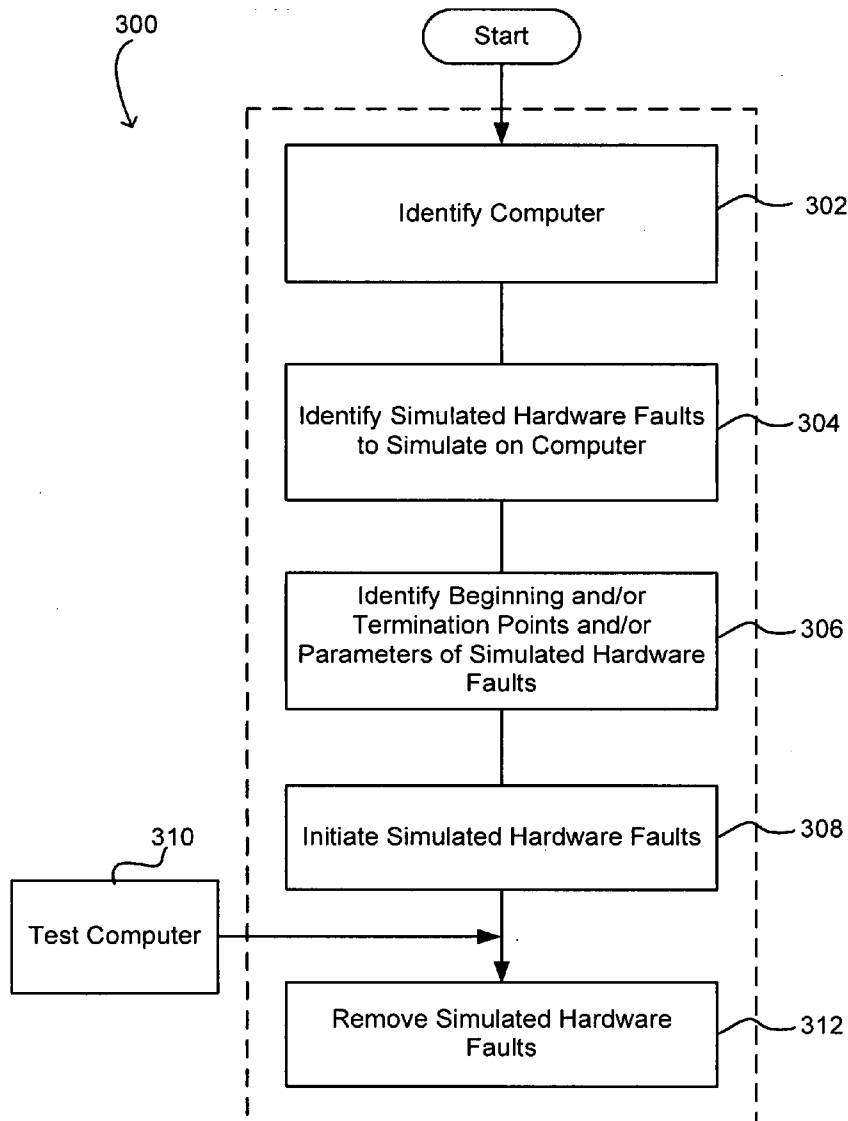 300
Start
Identify Computer
302
Identify Simulated Hardware Faults
to Simulate on Computer
304
Identify Beginning and/or
Termination Points and/or
Parameters of Simulated Hardware
Faults
306
Initiate Simulated Hardware Faults
308
310
Test Computer
Remove Simulated Hardware
Faults
312